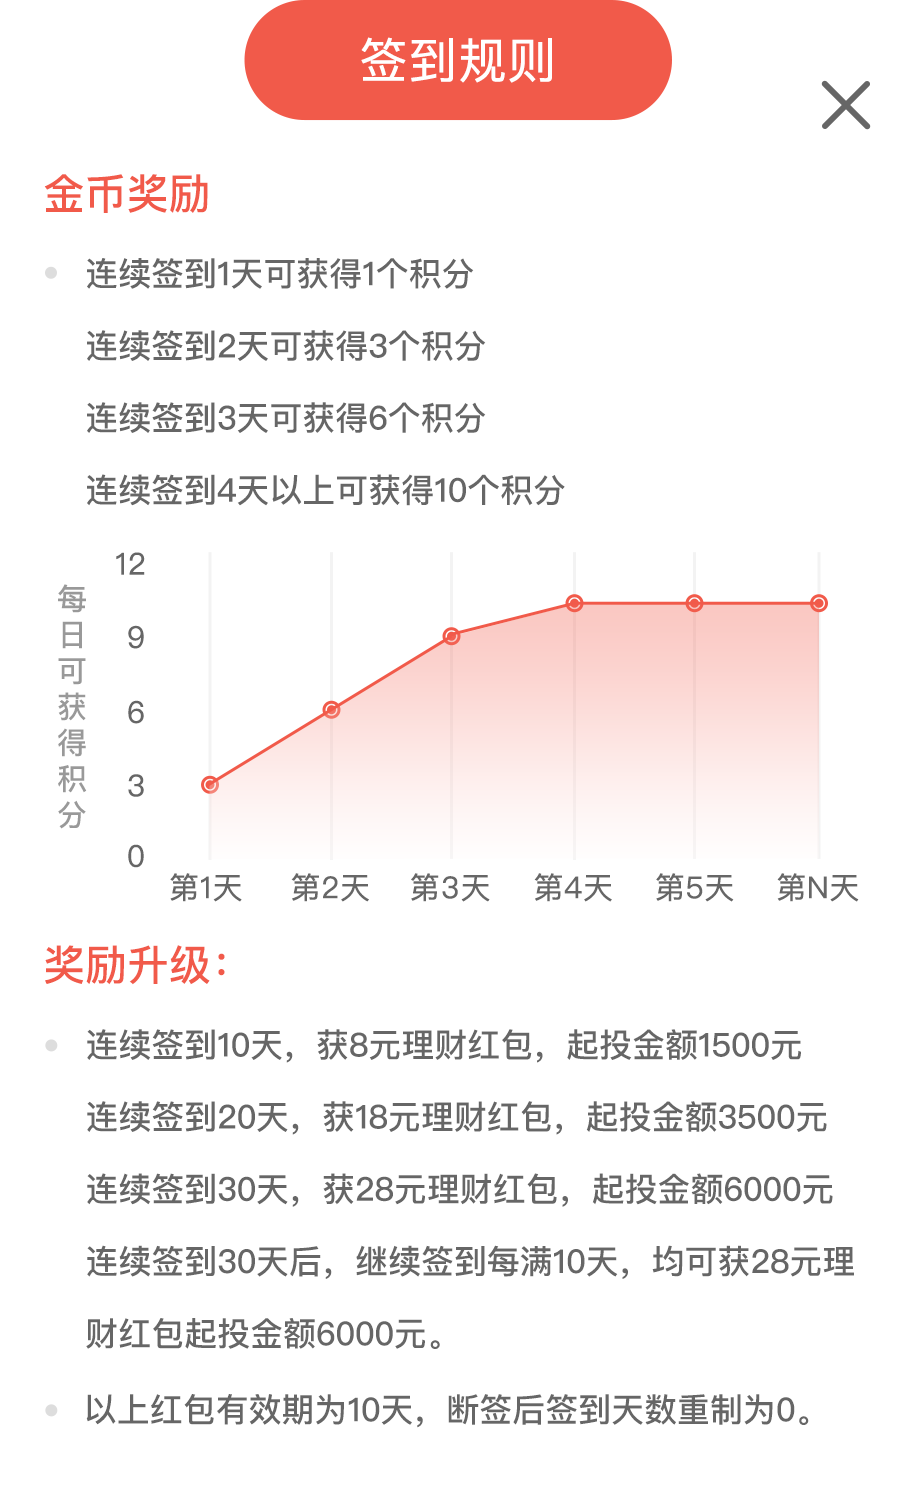 签到规则
金币奖励
连续签到1天可获得1个积分
连续签到2天可获得3个积分
连续签到3天可获得6个积分
连续签到4天以上可获得10个积分
每日可获得积分
12
9
6
3
0
第1天 第2天 第3天 第4天 第5天 第N天
奖励升级：
连续签到10天，获8元理财红包，起投金额1500元
连续签到20天，获18元理财红包，起投金额3500元
连续签到30天，获28元理财红包，起投金额6000元
连续签到30天后，继续签到每满10天，均可获28元理
财红包起投金额6000元。
以上红包有效期为10天，断签后签到天数重制为0。